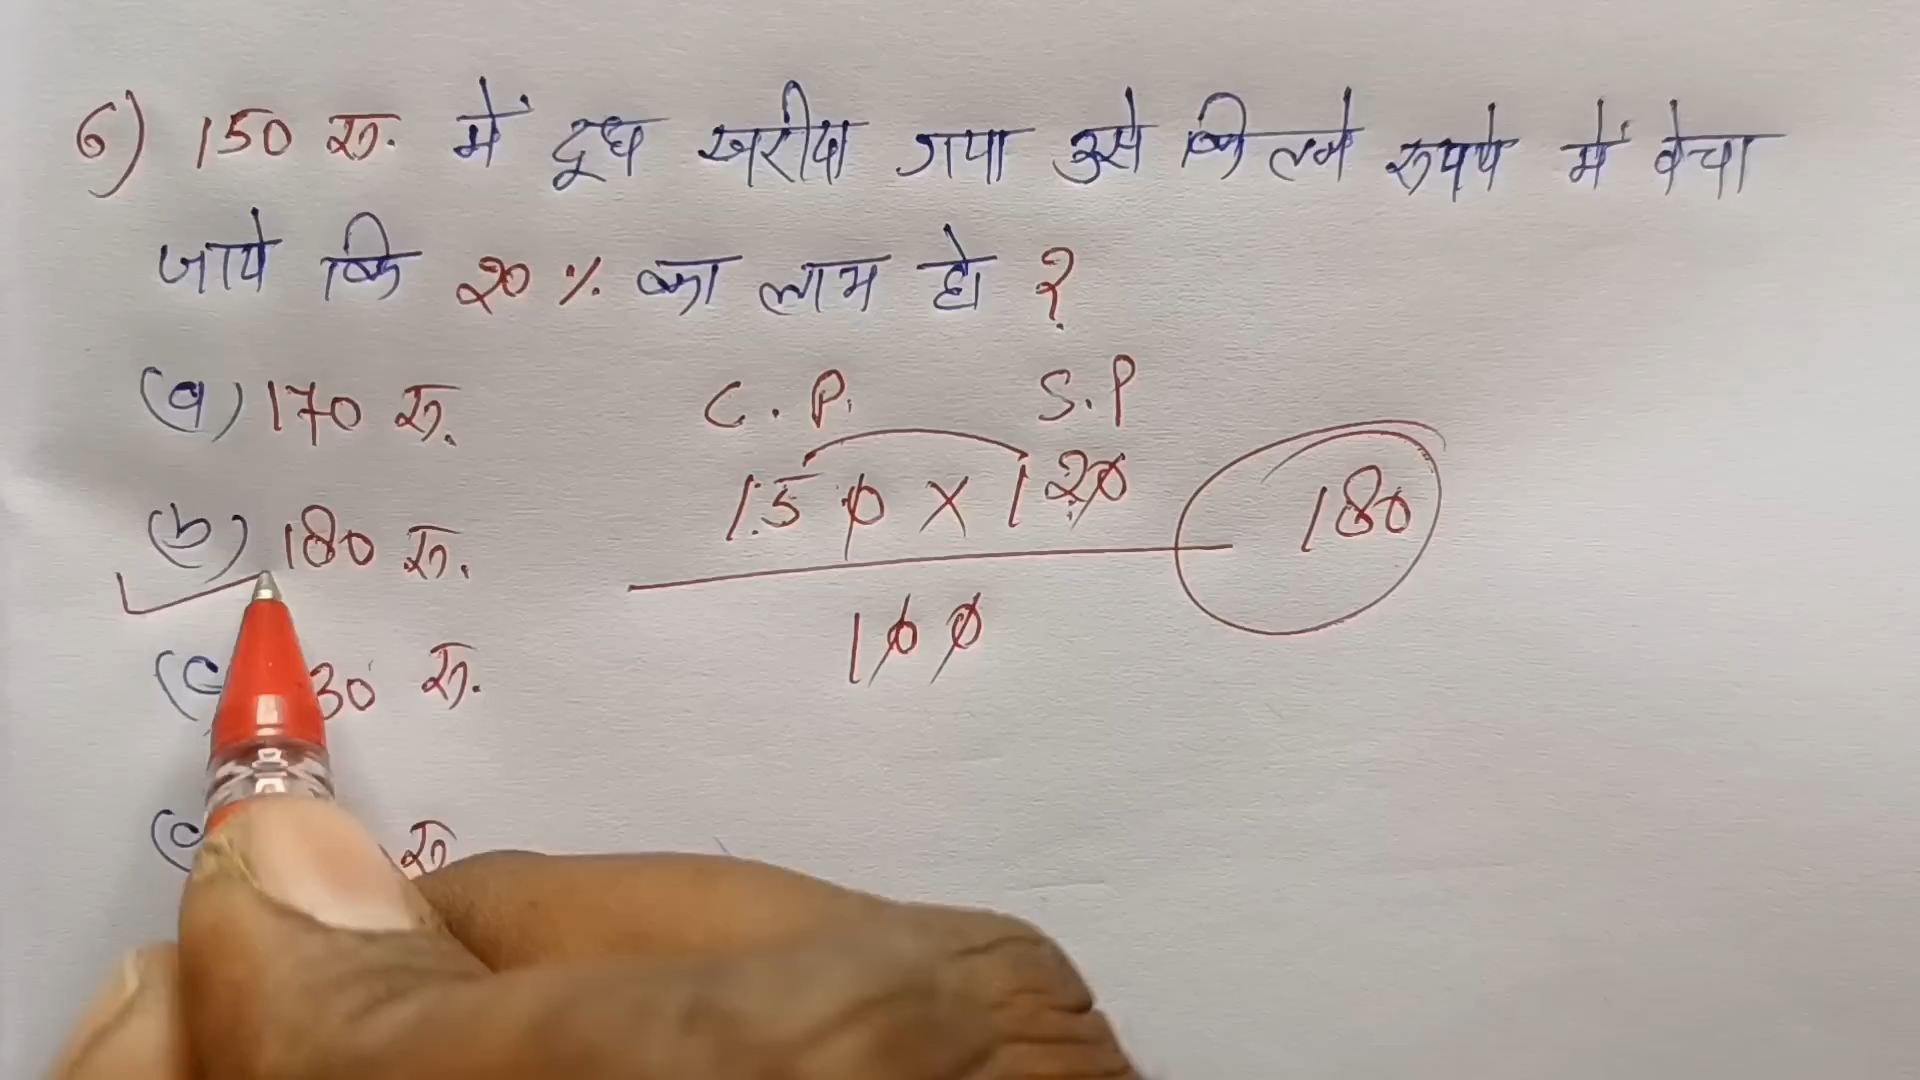 6) 150 रु. में दूध खरीदा गया उसे कितने रूपये में बेचा
जाये कि 20 % का लाभ हो ?
(a) 170 रु.
(b) 180 रु.
30 रु.
रु.
C.P. S.P
150 X 120
100
180